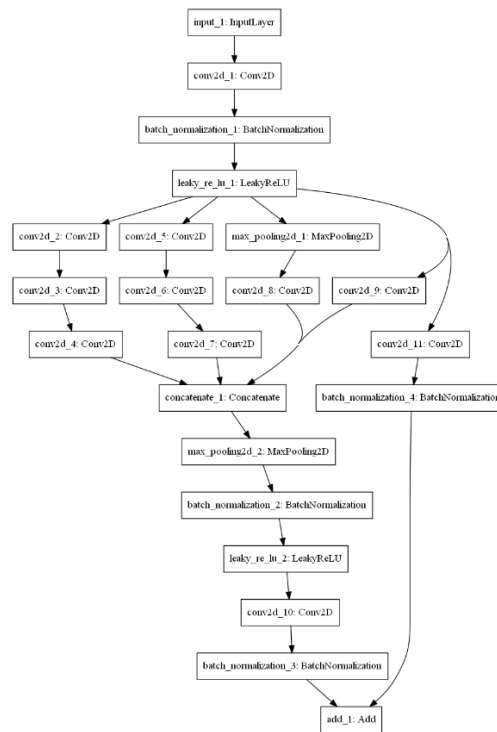 input_1: InputLayer
conv2d_1: Conv2D
batch_normalization_1: BatchNormalization
leaky_re_lu_1: LeakyReLU
conv2d_2: Conv2D
conv2d_5: Conv2D
max_pooling2d_1: MaxPooling2D
conv2d_3: Conv2D
conv2d_6: Conv2D
conv2d_8: Conv2D
conv2d_9: Conv2D
conv2d_4: Conv2D
conv2d_7: Conv2D
conv2d_11: Conv2D
concatenate_1: Concatenate
batch_normalization_4: BatchNormalization
max_pooling2d_2: MaxPooling2D
batch_normalization_2: BatchNormalization
leaky_re_lu_2: LeakyReLU
conv2d_10: Conv2D
batch_normalization_3: BatchNormalization
add_1: Add